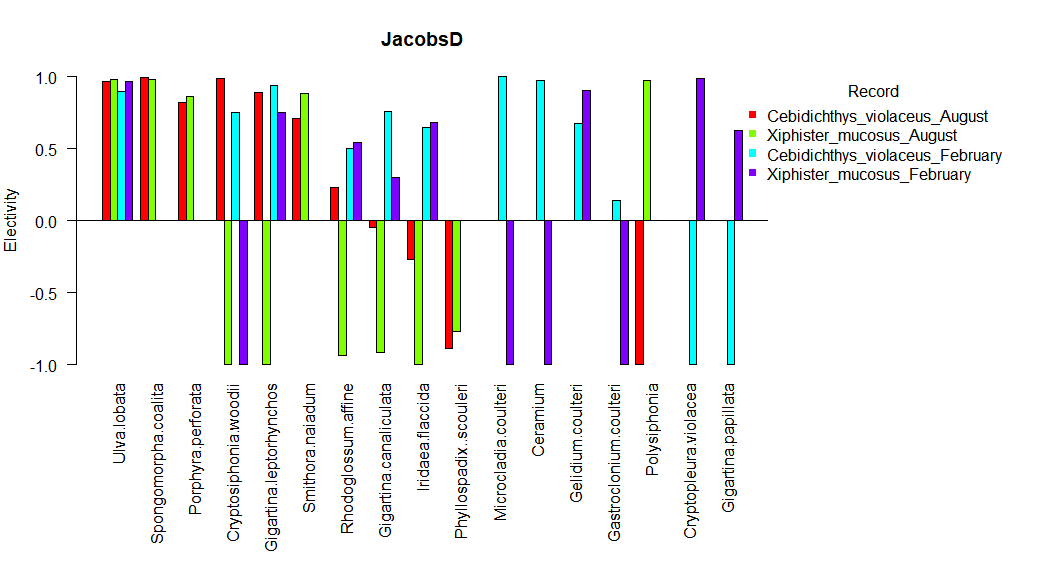 JacobsD
Electivity
1.0
0.5
0.0
-0.5
-1.0
Ulva.lobata
Spongomorpha.coalita
Porphyra.perforata
Cryptosiphonia.woodii
Gigartina.leptorhynchos
Smithora.naiadum
Rhodoglossum.affine
Gigartina.canaliculata
Iridaea.flaccida
Phyllospadix..scouleri
Microcladia.coulteri
Ceramium
Gelidium.coulteri
Gastroclonium.coulteri
Polysiphonia
Cryptopleura.violacea
Gigartina.papillata
Record
Cebidichthys_violaceus_August
Xiphister_mucosus_August
Cebidichthys_violaceus_February
Xiphister_mucosus_February